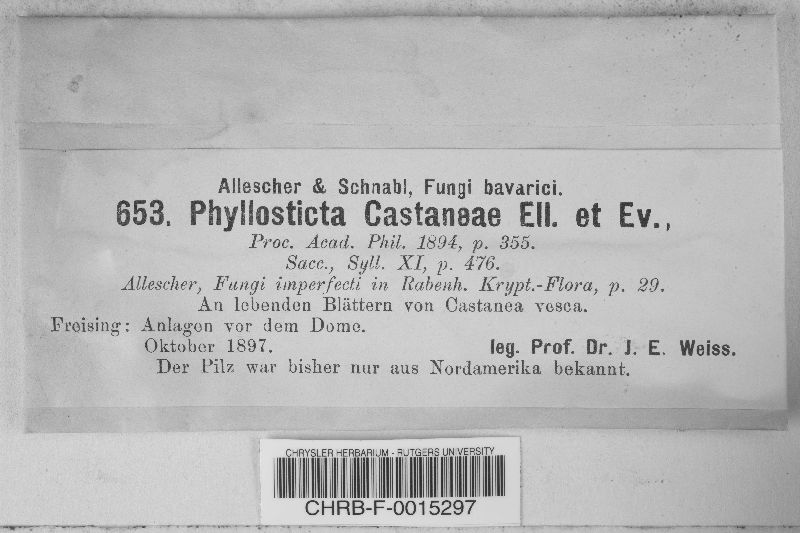 Allescher & Schnabl, Fungi bavarici.
653. Phyllosticta Castaneae Ell. et Ev.,
Proc. Acad. Phil. 1894, p. 355.
Sacc., Syll. XI, p. 476.
Allescher, Fungi imperfecti in Rabenh. Krypt.-Flora, p. 29.
An lebenden Blättern von Castanea vesca.
Freising: Anlagen vor dem Dome.
Oktober 1897. leg. Prof. Dr. J. E. Weiss.
Der Pilz war bisher nur aus Nordamerika bekannt.
CHRYSLER HERBARIUM - RUTGERS UNIVERSITY
CHRB-F-0015297